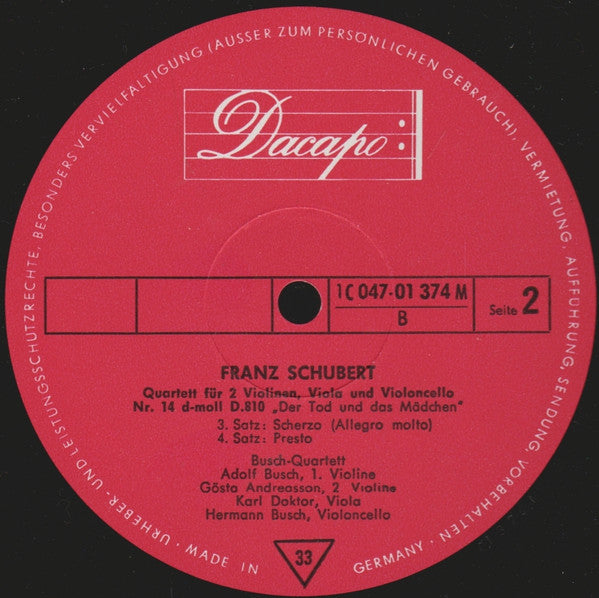 URHEBER- UND LEISTUNGSSCHUTZRECHTE, BESONDERS VERVIELFÄLTIGUNG (AUSSER ZUM PERSÖNLICHEN GEBRAUCH), VERMIETUNG, AUFFÜHRUNG, SENDUNG, VORBEHALTEN ·
Dacapo
1C 047-01 374 M
B
Seite 2
FRANZ SCHUBERT
Quartett für 2 Violinen, Viola und Violoncello
Nr. 14 d-moll D.810 „Der Tod und das Mädchen"
3. Satz: Scherzo (Allegro molto)
4. Satz: Presto
Busch-Quartett
Adolf Busch, 1. Violine
Gösta Andreasson, 2 Violine
Karl Doktor, Viola
Hermann Busch, Violoncello
33
MADE IN GERMANY ·